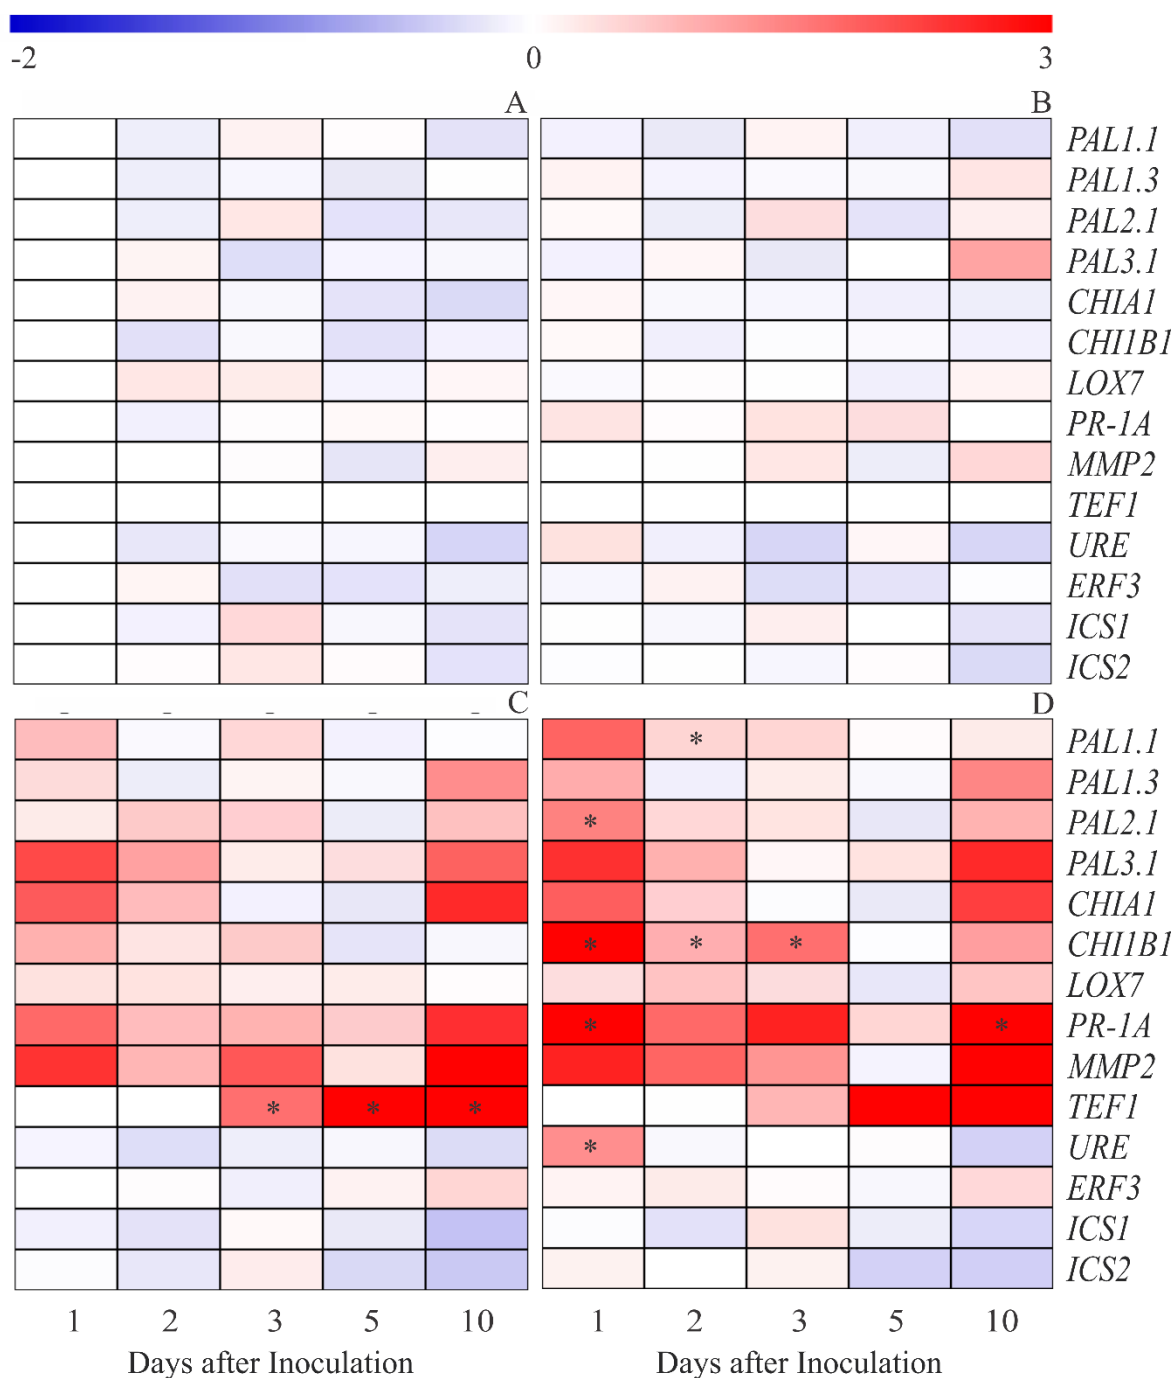 -2 0 3
A B
PAL1.1
PAL1.3
PAL2.1
PAL3.1
CHIA1
CHI1B1
LOX7
PR-1A
MMP2
TEF1
URE
ERF3
ICS1
ICS2
C D
PAL1.1
* PAL1.3
PAL2.1
*
PAL3.1
CHIA1
CHI1B1
* * *
LOX7
PR-1A
* *
MMP2
TEF1
* * *
URE
*
ERF3
ICS1
ICS2
1 2 3 5 10 1 2 3 5 10
Days after Inoculation Days after Inoculation